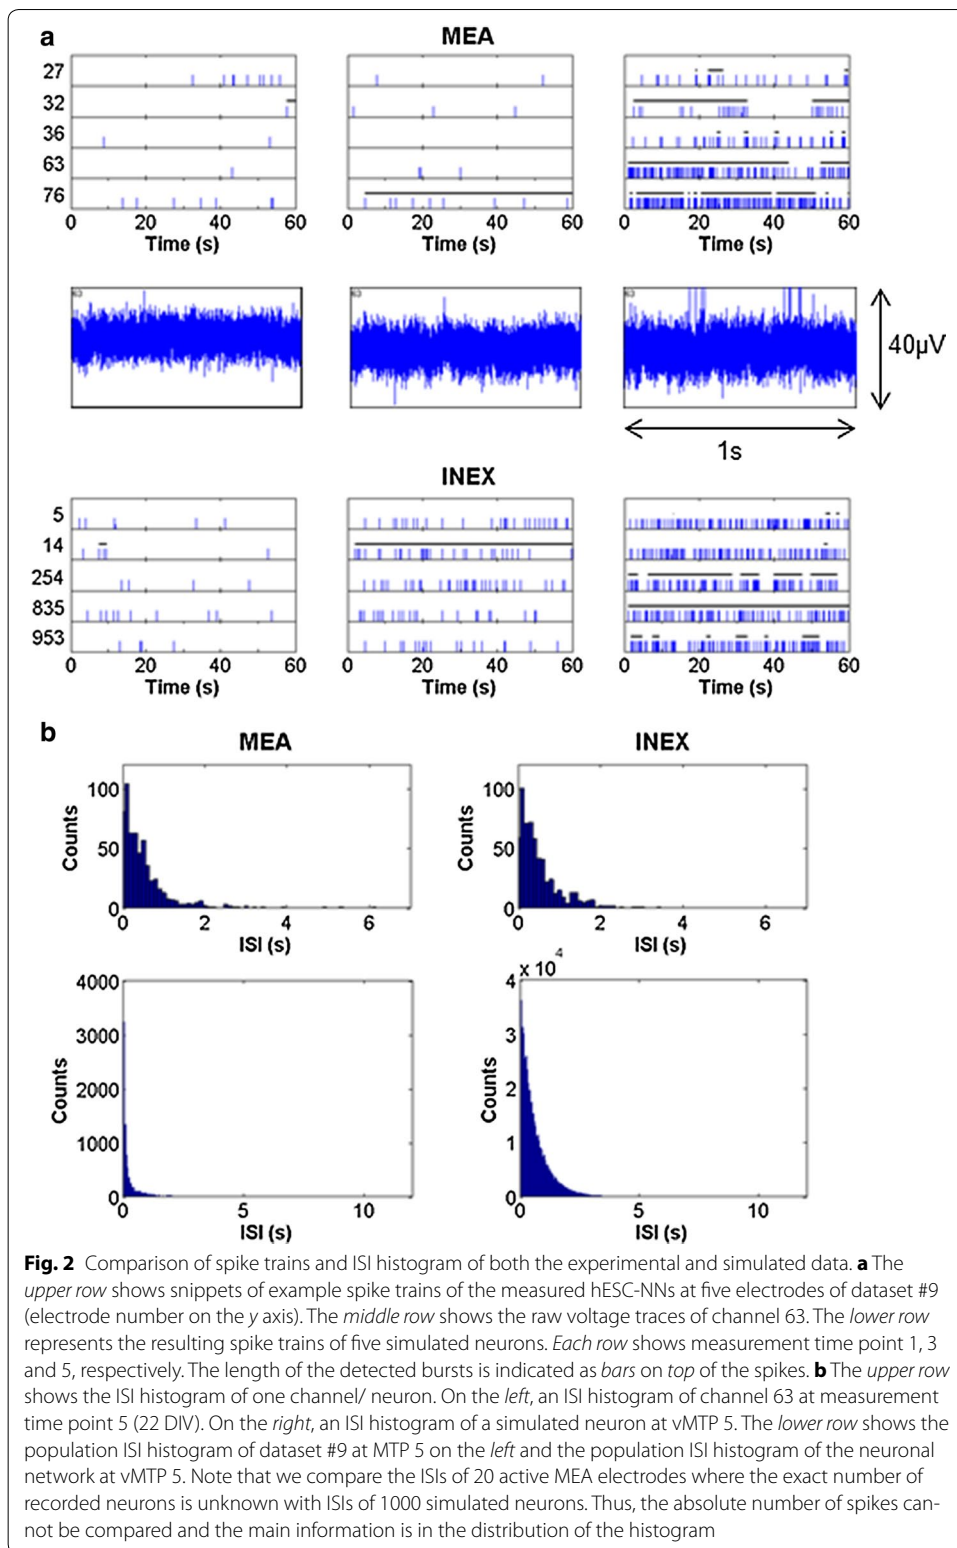 a
MEA
27
32
36
63
76
0 20 40 60
0 20 40 60
0 20 40 60
Time (s)
Time (s)
Time (s)
63
63
40µV
1s
INEX
5
14
254
835
953
0 20 40 60
0 20 40 60
0 20 40 60
Time (s)
Time (s)
Time (s)
b
MEA
INEX
100
50
0
Counts
0 2 4 6
ISI (s)
100
50
0
Counts
0 2 4 6
ISI (s)
4000
3000
2000
1000
0
Counts
0 5 10
ISI (s)
x 10⁴
4
3
2
1
0
Counts
0 5 10
ISI (s)
Fig. 2 Comparison of spike trains and ISI histogram of both the experimental and simulated data. a The
upper row shows snippets of example spike trains of the measured hESC-NNs at five electrodes of dataset #9
(electrode number on the y axis). The middle row shows the raw voltage traces of channel 63. The lower row
represents the resulting spike trains of five simulated neurons. Each row shows measurement time point 1, 3
and 5, respectively. The length of the detected bursts is indicated as bars on top of the spikes. b The upper row
shows the ISI histogram of one channel/ neuron. On the left, an ISI histogram of channel 63 at measurement
time point 5 (22 DIV). On the right, an ISI histogram of a simulated neuron at vMTP 5. The lower row shows the
population ISI histogram of dataset #9 at MTP 5 on the left and the population ISI histogram of the neuronal
network at vMTP 5. Note that we compare the ISIs of 20 active MEA electrodes where the exact number of
recorded neurons is unknown with ISIs of 1000 simulated neurons. Thus, the absolute number of spikes can-
not be compared and the main information is in the distribution of the histogram